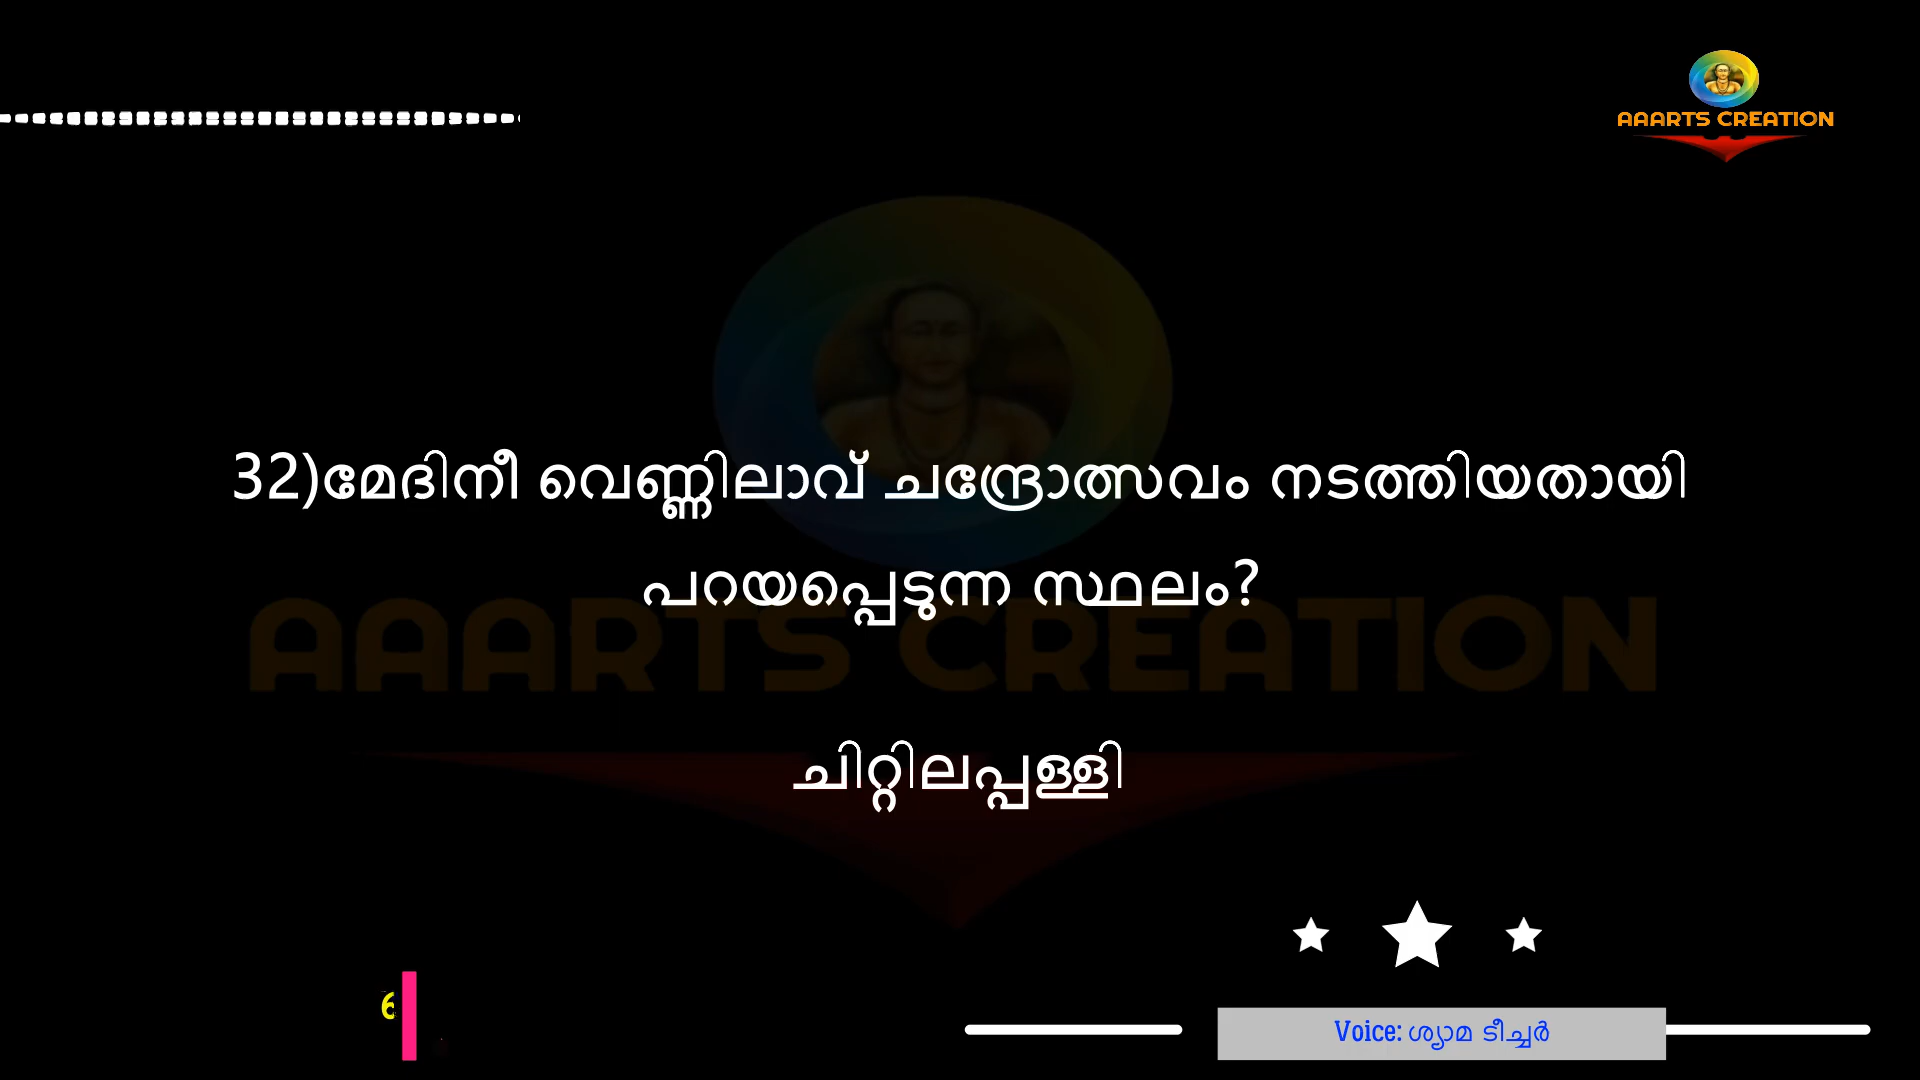 AAARTS CREATION
32)മേദിനീ വെണ്ണിലാവ് ചന്ദ്രോത്സവം നടത്തിയതായി
പറയപ്പെടുന്ന സ്ഥലം?
AAARTS CREATION
ചിറ്റിലപ്പള്ളി
Voice: ശ്യാമ ടീച്ചർ